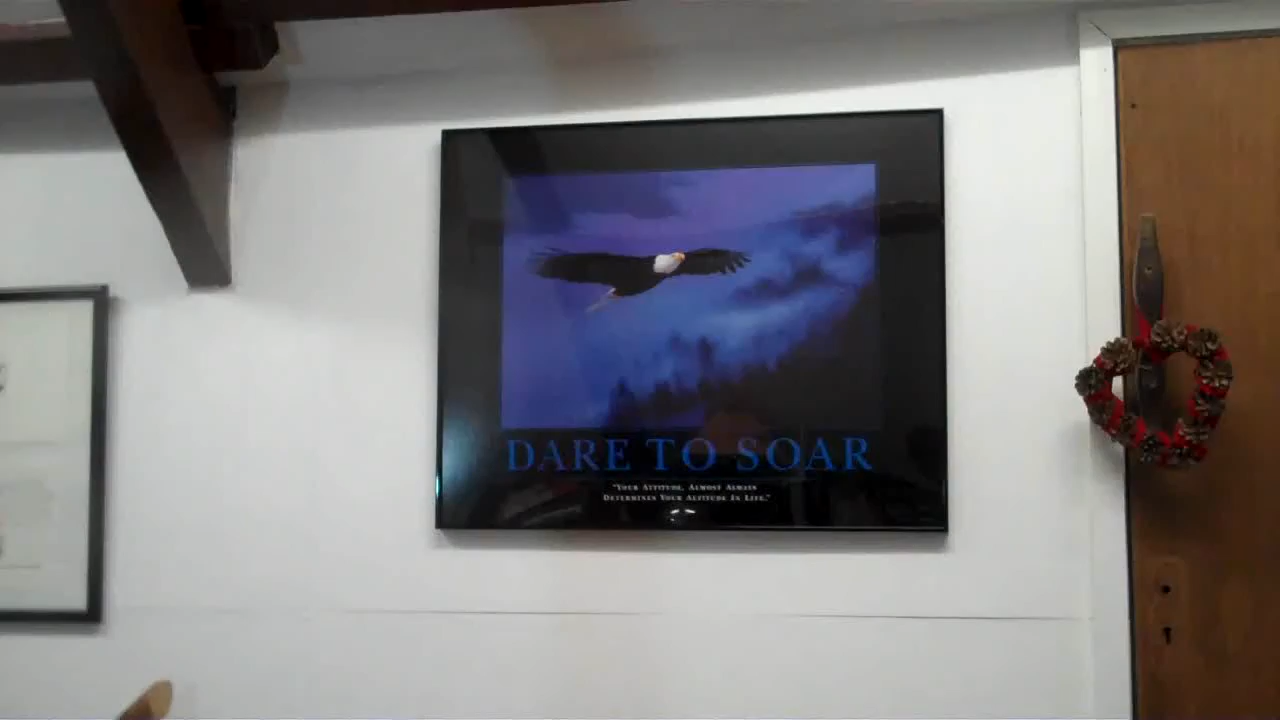 DARE TO SOAR
"YOUR ATTITUDE, ALMOST ALWAYS
DETERMINES YOUR ALTITUDE IN LIFE."